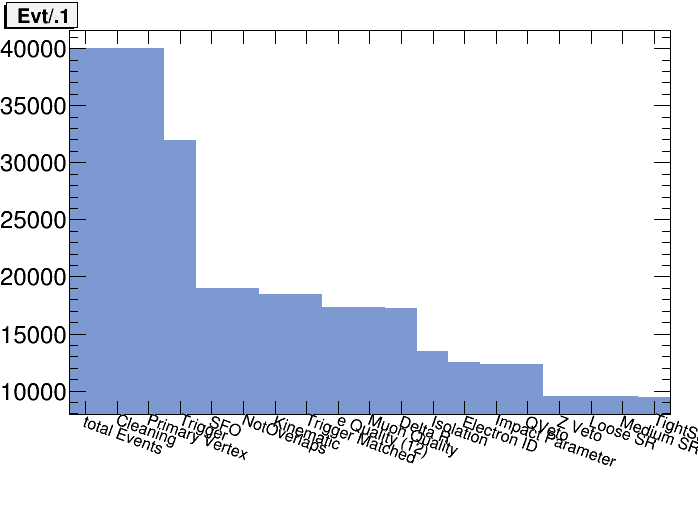 Evt/.1
40000
35000
30000
25000
20000
15000
10000
total Events
Cleaning
Primary Vertex
Trigger
SFO
NotOverlaps
Kinematic
Trigger Matched
e Quality (12)
Muon Quality
Delta R
Isolation
Electron ID
Impact Parameter
QVeto
Z Veto
Loose SR
Medium SR